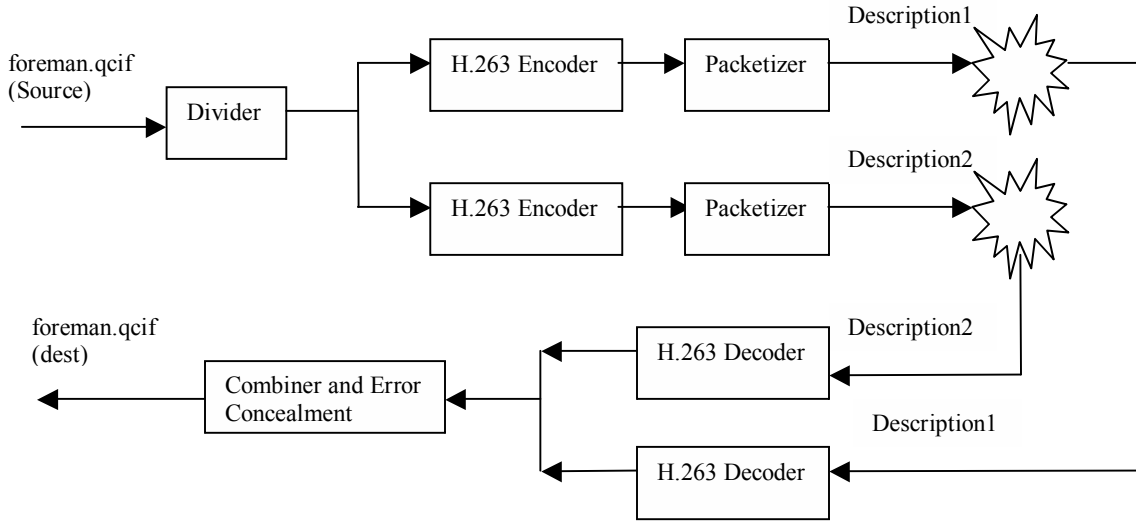 Description1
foreman.qcif
(Source)
Divider
H.263 Encoder
Packetizer
Description2
H.263 Encoder
Packetizer
foreman.qcif
(dest)
Description2
H.263 Decoder
Combiner and Error
Concealment
Description1
H.263 Decoder